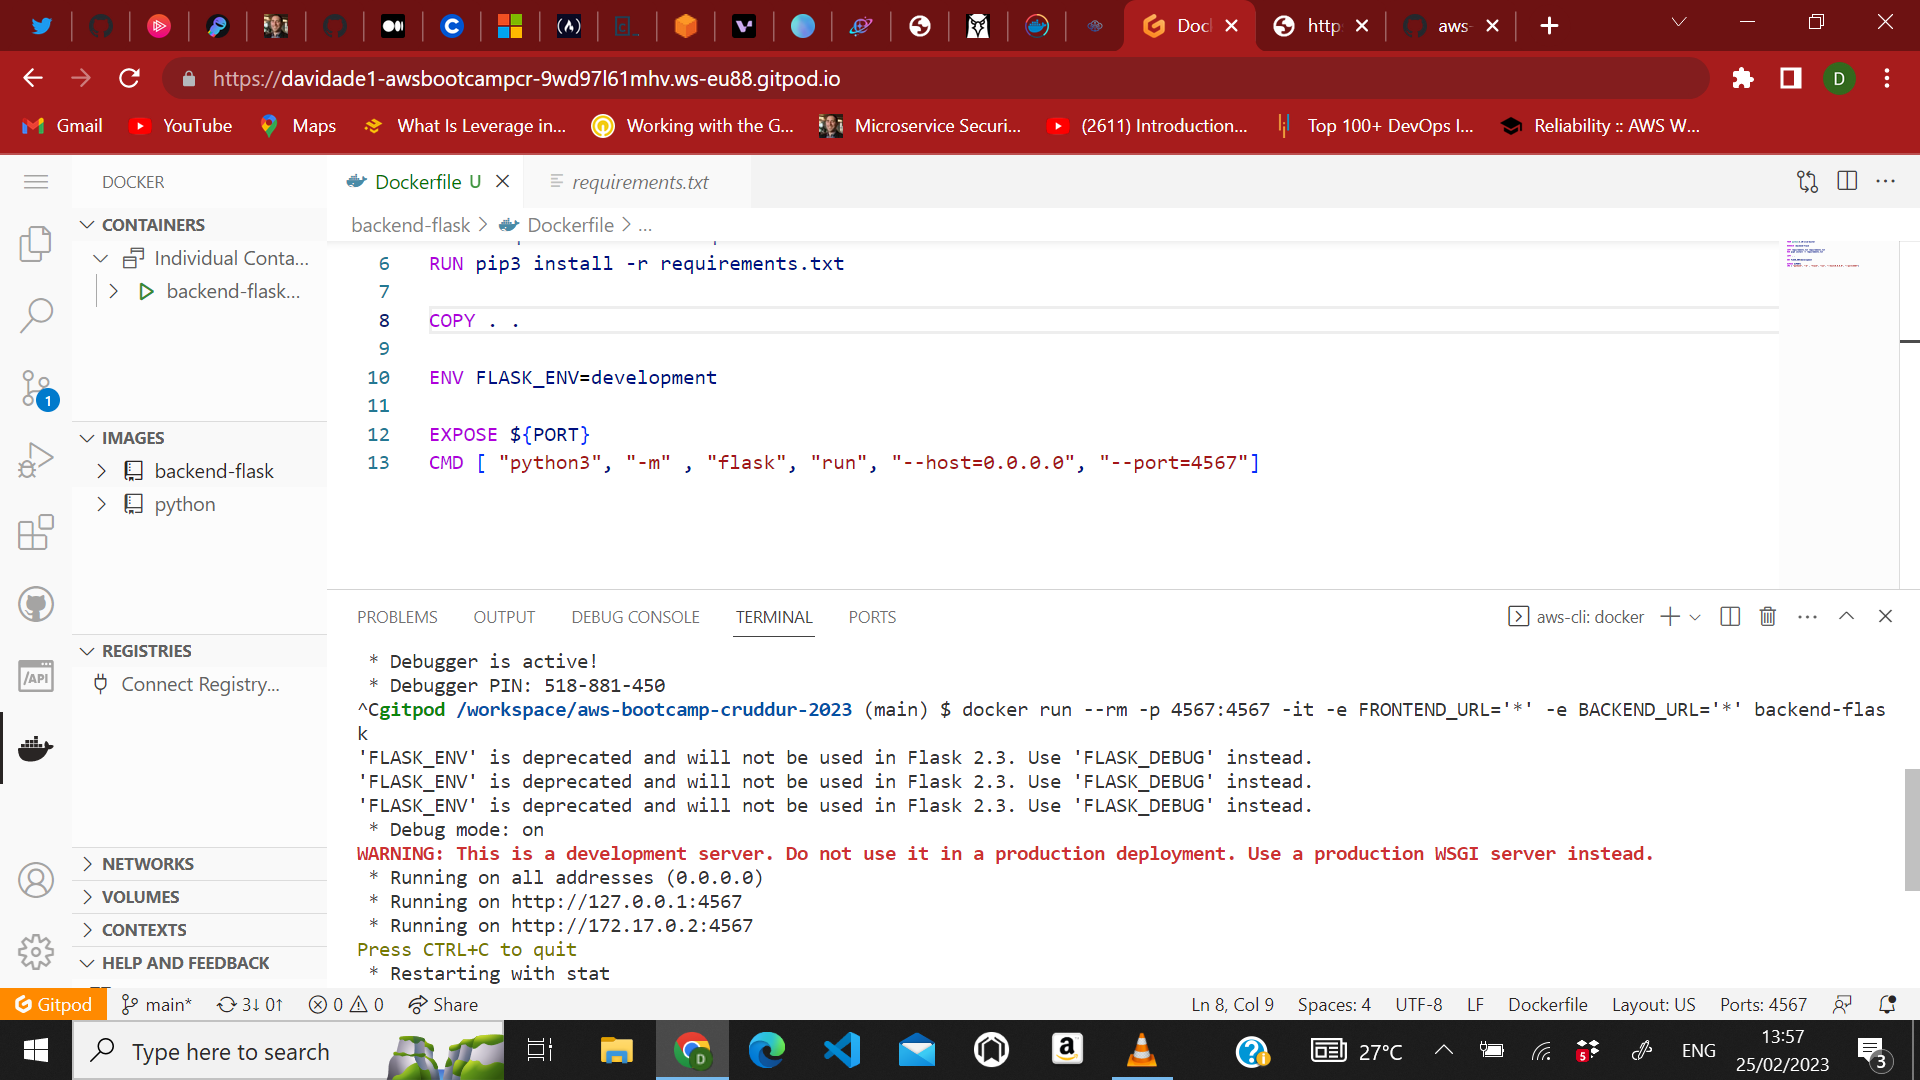 Doc
http
aws-
https://davidade1-awsbootcampcr-9wd97l61mhv.ws-eu88.gitpod.io
D
Gmail
YouTube
Maps
What Is Leverage in...
Working with the G...
Microservice Securi...
(2611) Introduction...
Top 100+ DevOps I...
Reliability :: AWS W...
DOCKER
CONTAINERS
Individual Conta...
backend-flask...
1
IMAGES
backend-flask
python
REGISTRIES
Connect Registry...
NETWORKS
VOLUMES
CONTEXTS
HELP AND FEEDBACK
/API
Dockerfile U
requirements.txt
backend-flask > Dockerfile > ...
6 RUN pip3 install -r requirements.txt
7
8 COPY . .
9
10 ENV FLASK_ENV=development
11
12 EXPOSE ${PORT}
13 CMD [ "python3", "-m" , "flask", "run", "--host=0.0.0.0", "--port=4567"]
PROBLEMS OUTPUT DEBUG CONSOLE TERMINAL PORTS
aws-cli: docker
* Debugger is active!
* Debugger PIN: 518-881-450
^Cgitpod /workspace/aws-bootcamp-cruddur-2023 (main) $ docker run --rm -p 4567:4567 -it -e FRONTEND_URL='*' -e BACKEND_URL='*' backend-flas
k
'FLASK_ENV' is deprecated and will not be used in Flask 2.3. Use 'FLASK_DEBUG' instead.
'FLASK_ENV' is deprecated and will not be used in Flask 2.3. Use 'FLASK_DEBUG' instead.
'FLASK_ENV' is deprecated and will not be used in Flask 2.3. Use 'FLASK_DEBUG' instead.
* Debug mode: on
WARNING: This is a development server. Do not use it in a production deployment. Use a production WSGI server instead.
* Running on all addresses (0.0.0.0)
* Running on http://127.0.0.1:4567
* Running on http://172.17.0.2:4567
Press CTRL+C to quit
* Restarting with stat
Gitpod main* 3↓ 0↑ 0 0 Share
Ln 8, Col 9 Spaces: 4 UTF-8 LF Dockerfile Layout: US Ports: 4567
Type here to search
27°C
ENG
13:57
25/02/2023
3